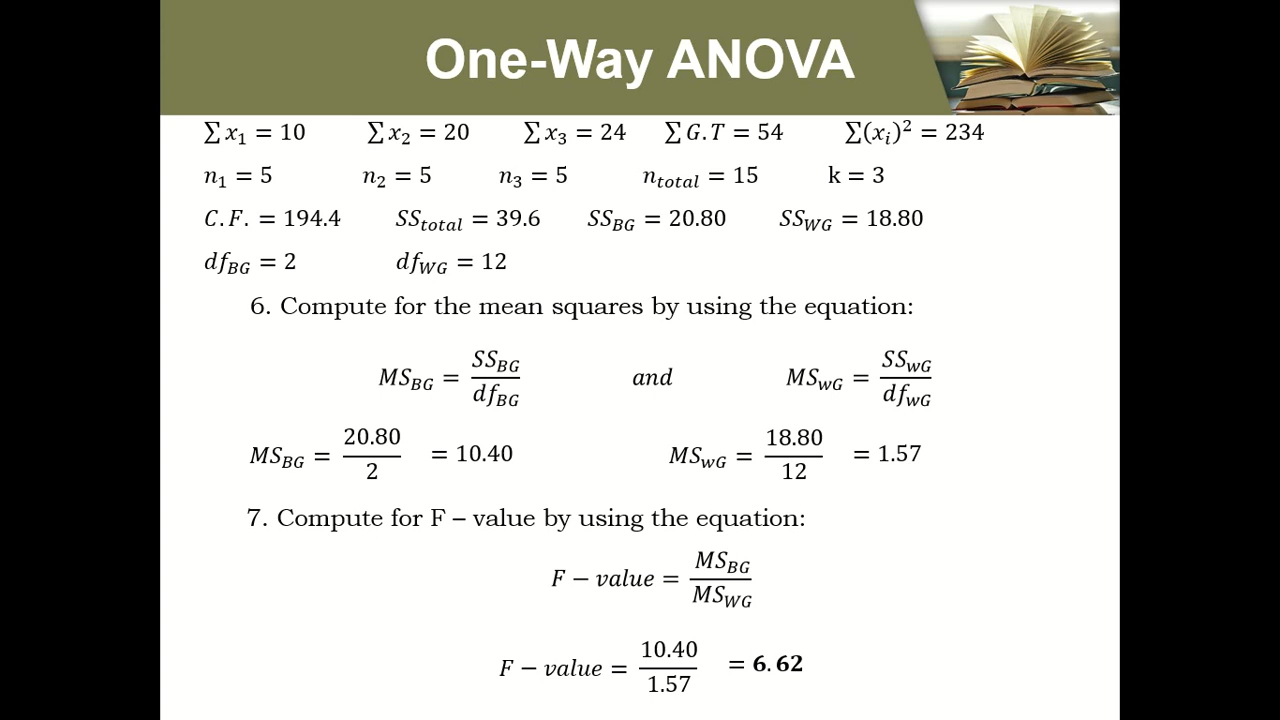 One-Way ANOVA
∑x₁ = 10 ∑x₂ = 20 ∑x₃ = 24 ∑G.T = 54 ∑(xᵢ)² = 234
n₁ = 5 n₂ = 5 n₃ = 5 n_total = 15 k = 3
C.F. = 194.4 SS_total = 39.6 SS_BG = 20.80 SS_WG = 18.80
df_BG = 2 df_WG = 12
6. Compute for the mean squares by using the equation:
MS_BG = SS_BG / df_BG and MS_wG = SS_wG / df_wG
MS_BG = 20.80 / 2 = 10.40 MS_wG = 18.80 / 12 = 1.57
7. Compute for F – value by using the equation:
F − value = MS_BG / MS_WG
F − value = 10.40 / 1.57 = 6.62